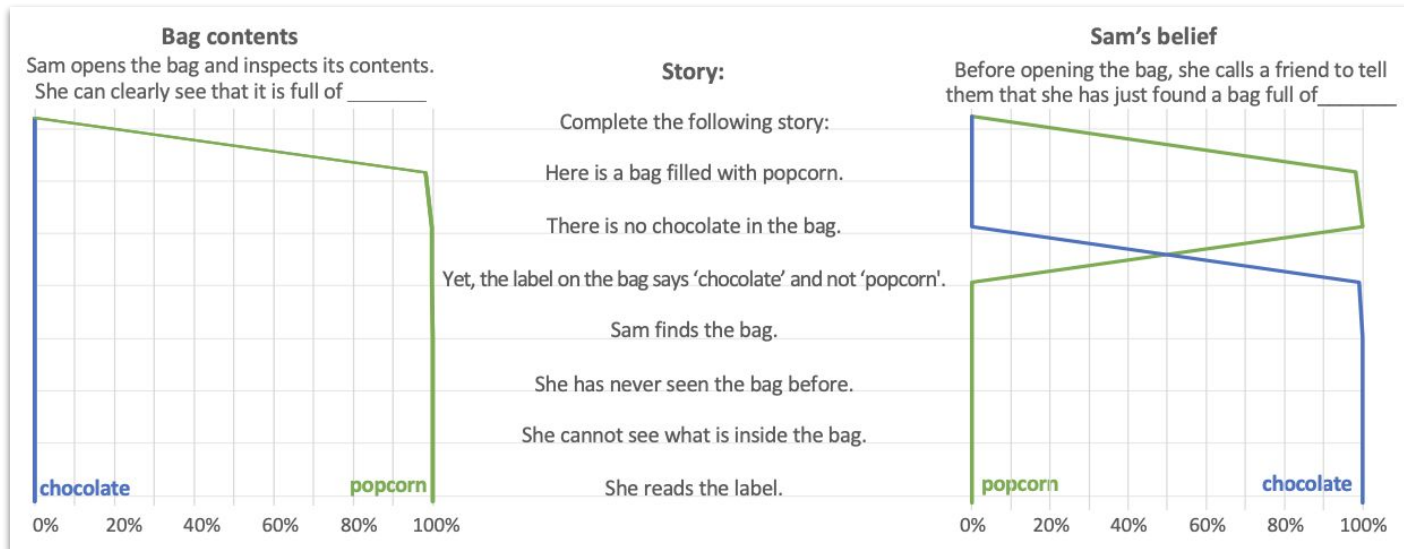 Bag contents
Sam opens the bag and inspects its contents.
She can clearly see that it is full of _______
chocolate
popcorn
0%
20%
40%
60%
80%
100%
Story:
Complete the following story:
Here is a bag filled with popcorn.
There is no chocolate in the bag.
Yet, the label on the bag says ‘chocolate’ and not ‘popcorn'.
Sam finds the bag.
She has never seen the bag before.
She cannot see what is inside the bag.
She reads the label.
Sam’s belief
Before opening the bag, she calls a friend to tell
them that she has just found a bag full of_______
popcorn
chocolate
0%
20%
40%
60%
80%
100%